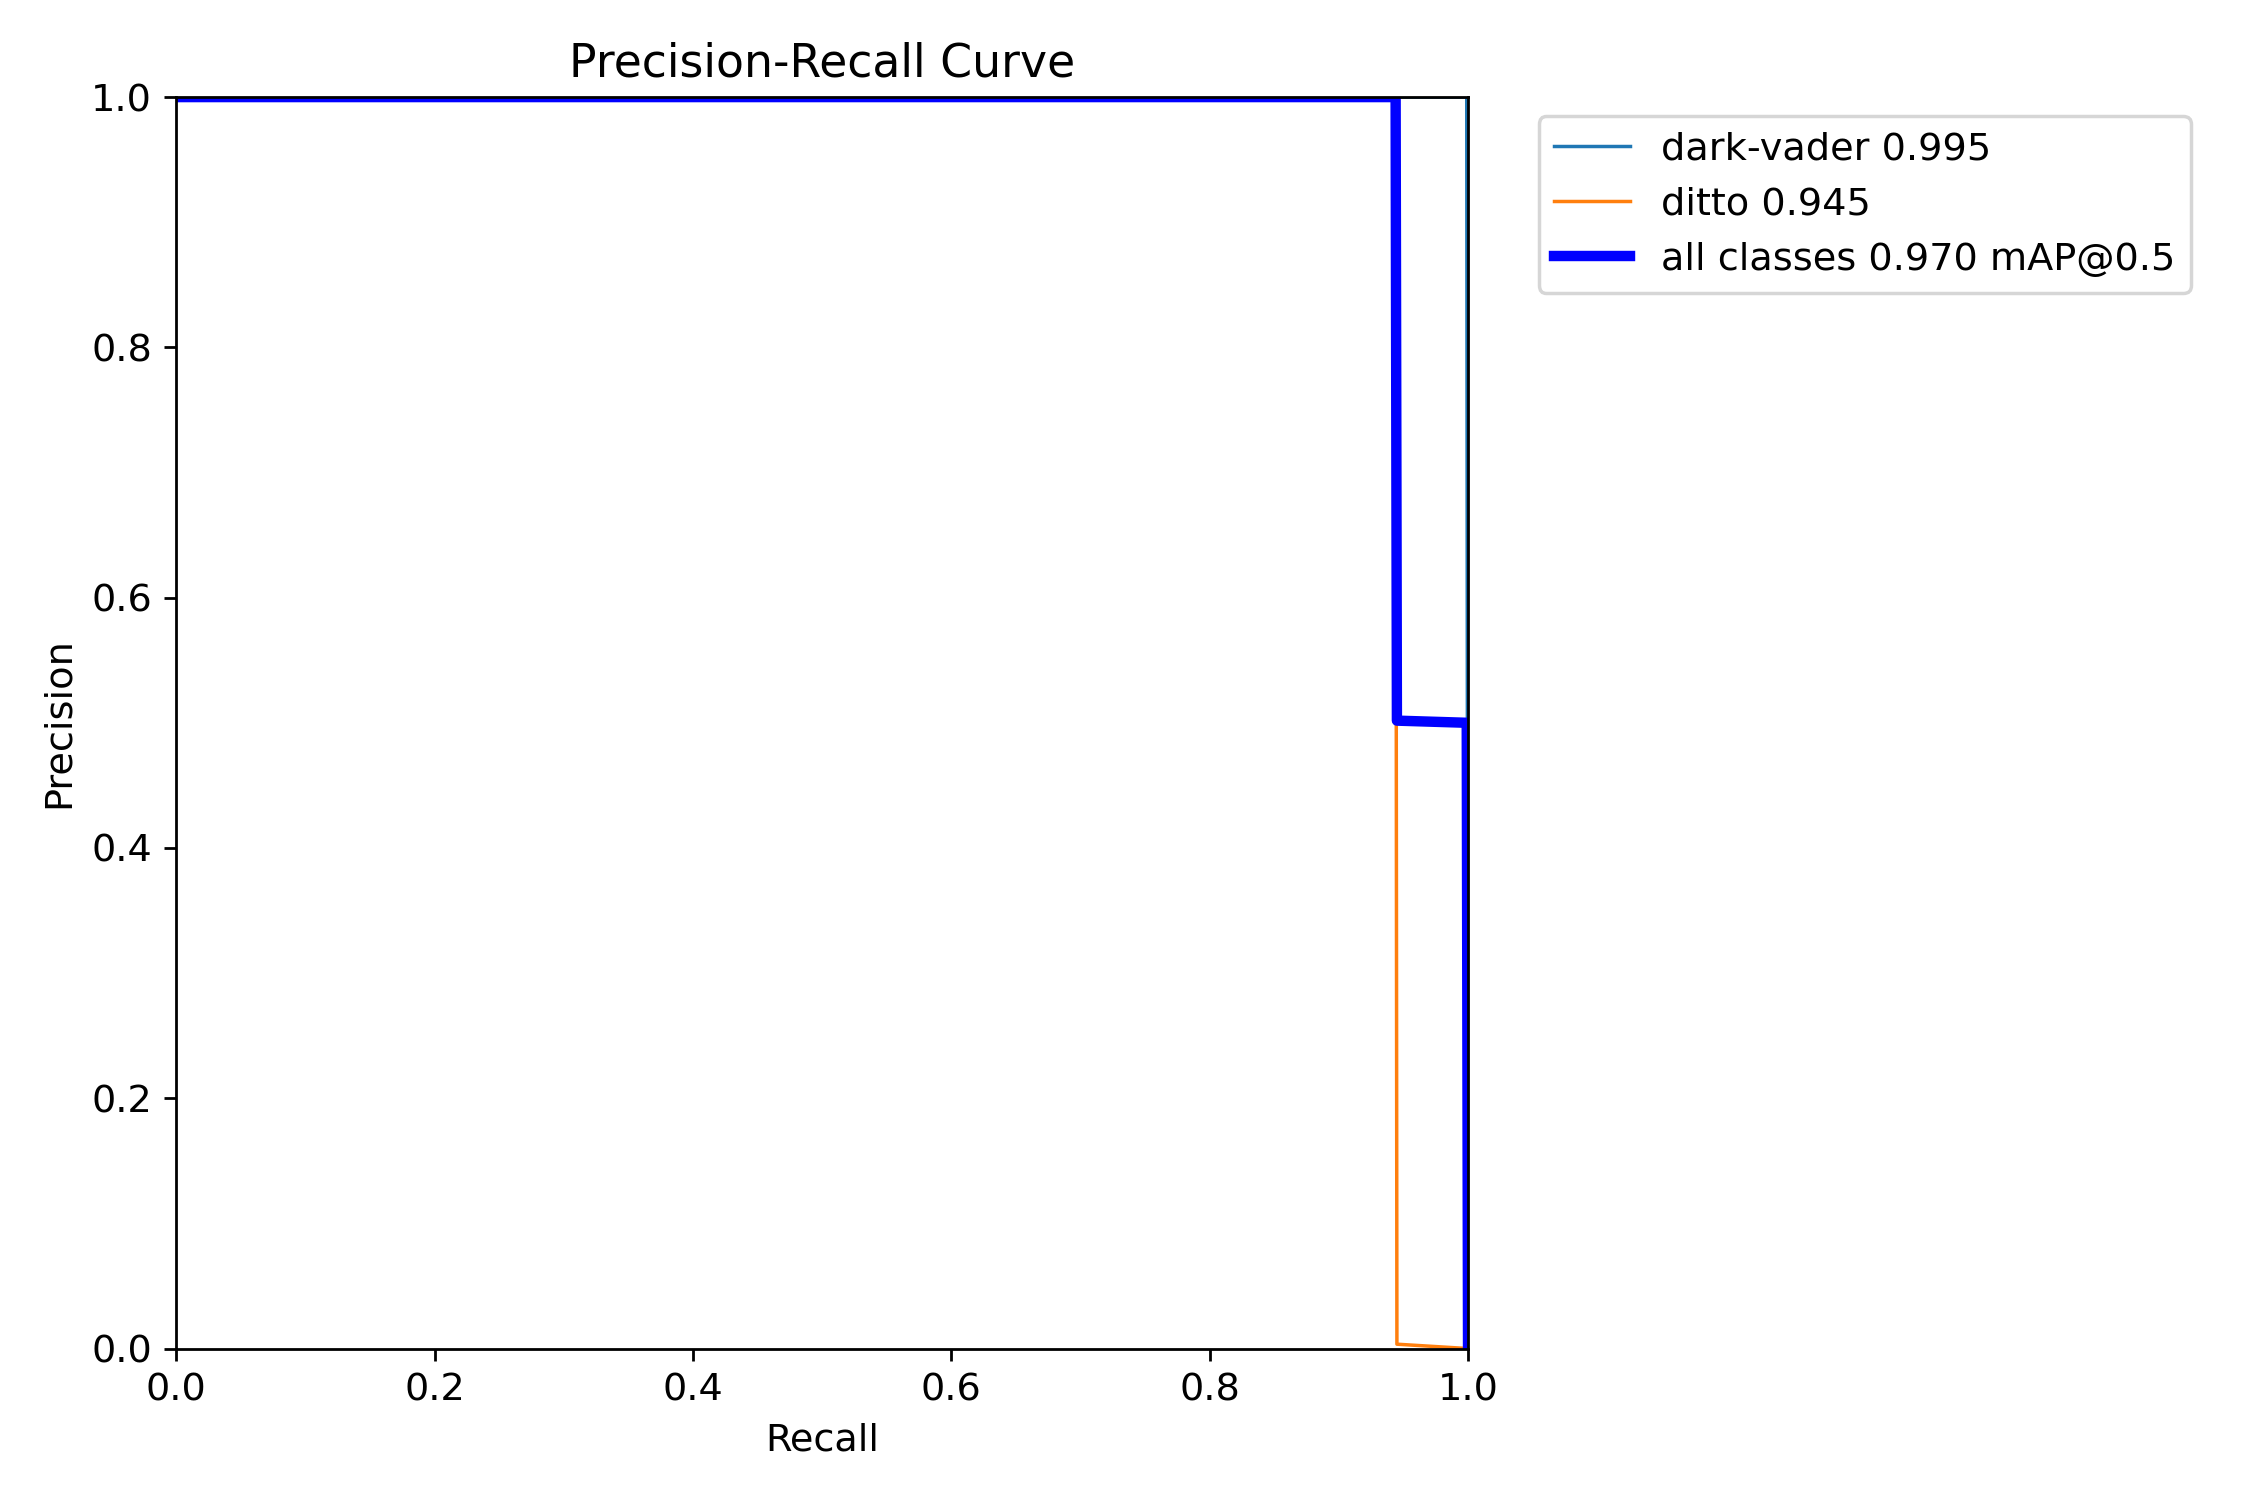 Precision-Recall Curve
1.0
0.8
0.6
0.4
0.2
0.0
Precision
0.0 0.2 0.4 0.6 0.8 1.0
Recall
dark-vader 0.995
ditto 0.945
all classes 0.970 mAP@0.5